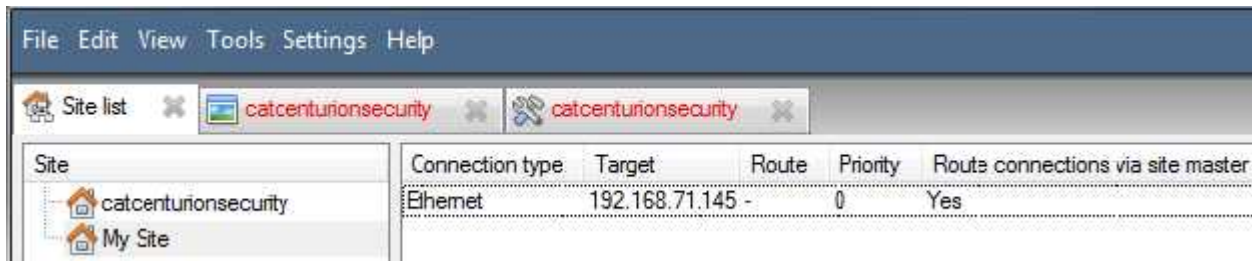 File Edit View Tools Settings Help
Site list catcenturionsecurity catcenturionsecurity
Site
catcenturionsecurity
My Site
Connection type Target Route Priority Route connections via site master
Ethernet 192.168.71.145 - 0 Yes